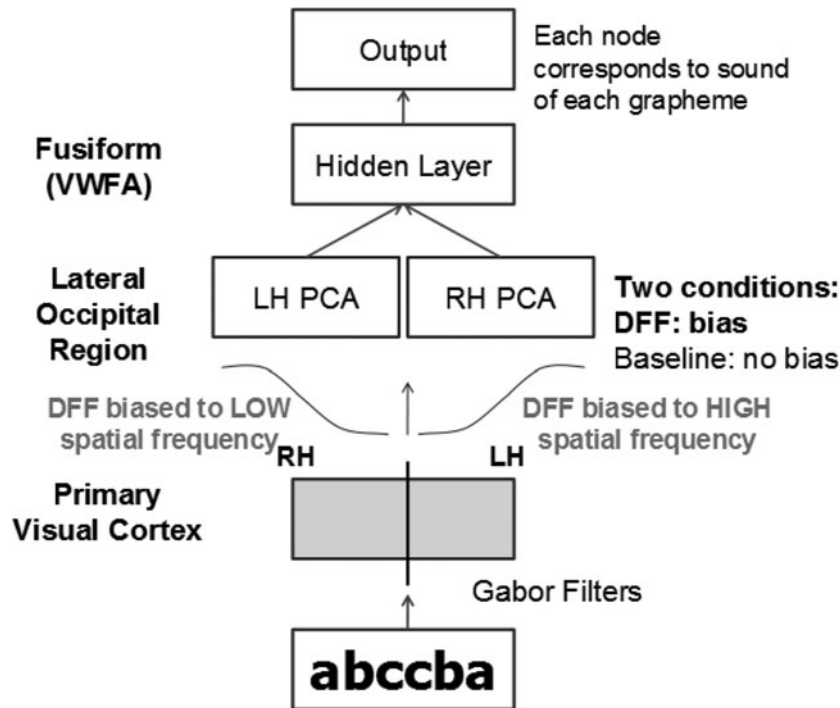 Output
Each node
corresponds to sound
of each grapheme
Fusiform
(VWFA)
Hidden Layer
Lateral
Occipital
Region
LH PCA
RH PCA
Two conditions:
DFF: bias
Baseline: no bias
DFF biased to LOW
spatial frequency
DFF biased to HIGH
spatial frequency
RH
LH
Primary
Visual Cortex
Gabor Filters
abccba